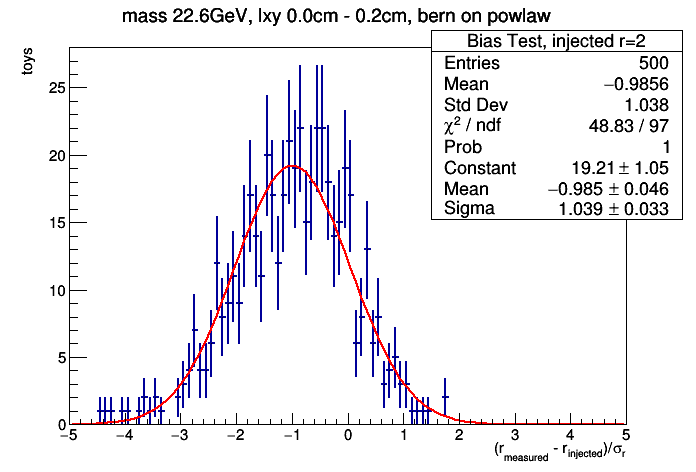 mass 22.6GeV, lxy 0.0cm - 0.2cm, bern on powlaw
toys
Bias Test, injected r=2
Entries 500
Mean −0.9856
Std Dev 1.038
χ² / ndf 48.83 / 97
Prob 1
Constant 19.21 ± 1.05
Mean −0.985 ± 0.046
Sigma 1.039 ± 0.033
25
20
15
10
5
0
−5 −4 −3 −2 −1 0 1 2 3 4 5
(r_measured - r_injected)/σ_r